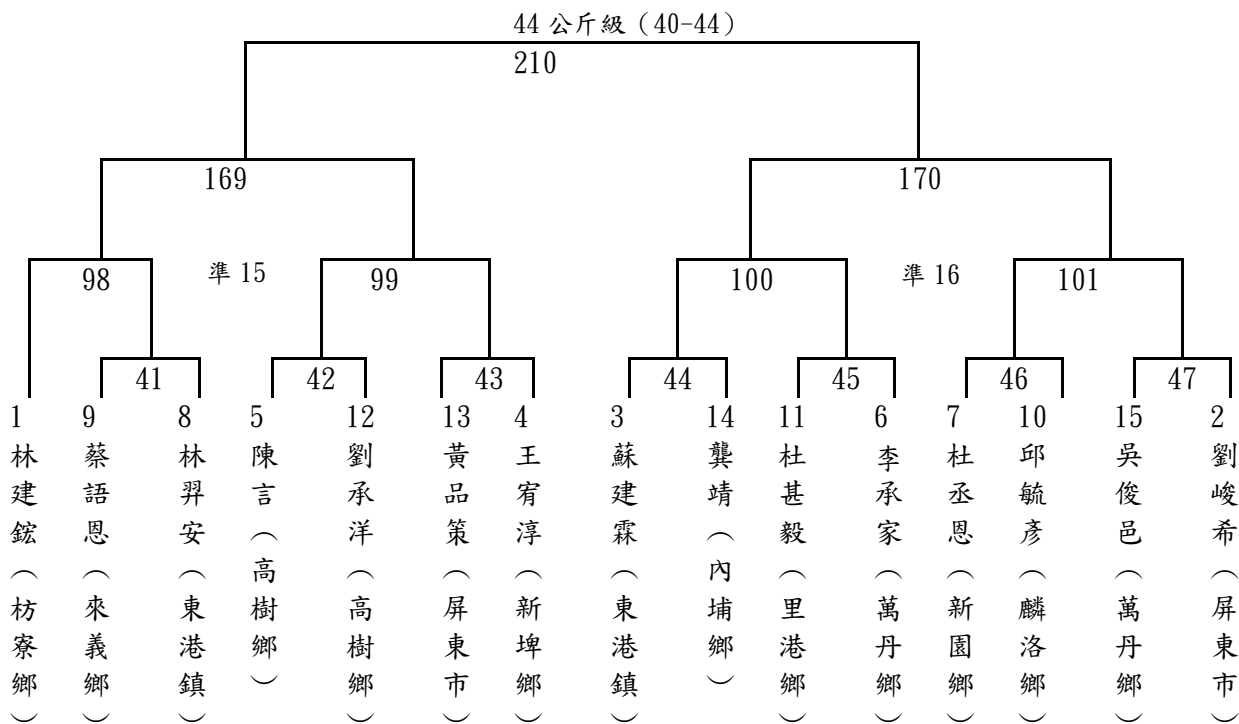 44 公斤級（40-44）
210
169
170
98
準 15
99
100
準 16
101
41
42
43
44
45
46
47
1
9
8
5
12
13
4
3
14
11
6
7
10
15
2
林建鋐（枋寮鄉）
蔡語恩（來義鄉）
林羿安（東港鎮）
陳言（高樹鄉）
劉承洋（高樹鄉）
黃品策（屏東市）
王宥淳（新埤鄉）
蘇建霖（東港鎮）
龔靖（內埔鄉）
杜甚毅（里港鄉）
李承家（萬丹鄉）
杜丞恩（新園鄉）
邱毓彥（麟洛鄉）
吳俊邑（萬丹鄉）
劉峻希（屏東市）